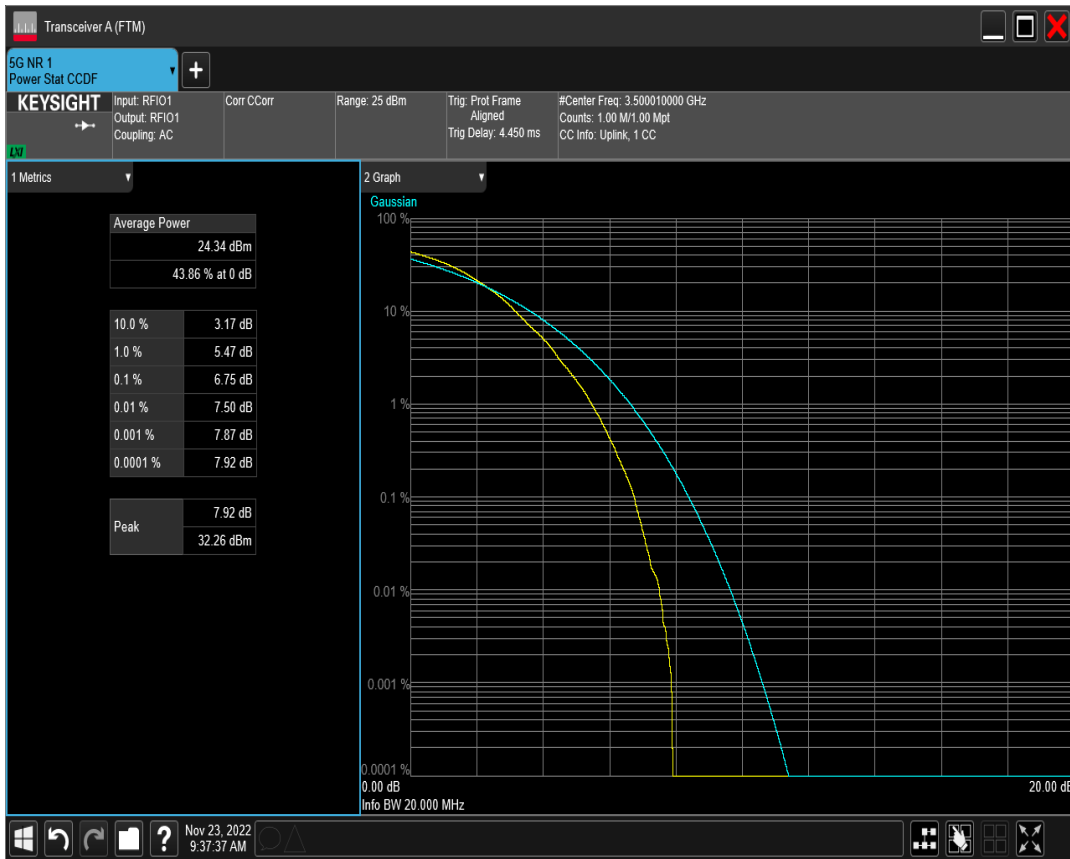 Transceiver A (FTM)
5G NR 1
Power Stat CCDF
+
KEYSIGHT
LXI
Input: RFIO1
Output: RFIO1
Coupling: AC
Corr CCorr
Range: 25 dBm
Trig: Prot Frame
Aligned
Trig Delay: 4.450 ms
#Center Freq: 3.500010000 GHz
Counts: 1.00 M/1.00 Mpt
CC Info: Uplink, 1 CC
1 Metrics
Average Power
24.34 dBm
43.86 % at 0 dB
10.0 % 3.17 dB
1.0 % 5.47 dB
0.1 % 6.75 dB
0.01 % 7.50 dB
0.001 % 7.87 dB
0.0001 % 7.92 dB
Peak 7.92 dB
32.26 dBm
2 Graph
Gaussian
100 %
10 %
1 %
0.1 %
0.01 %
0.001 %
0.0001 %
0.00 dB 20.00 dB
Info BW 20.000 MHz
? Nov 23, 2022
9:37:37 AM